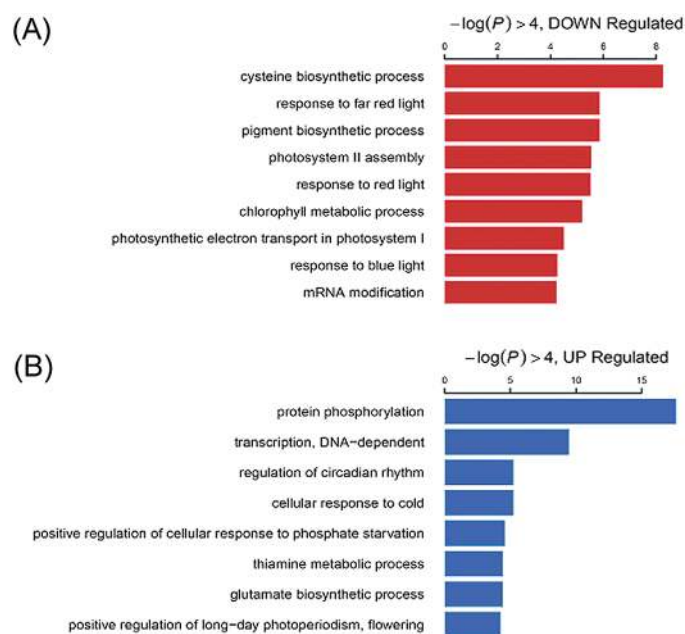 (A)
−log(P) > 4, DOWN Regulated
0 2 4 6 8
cysteine biosynthetic process
response to far red light
pigment biosynthetic process
photosystem II assembly
response to red light
chlorophyll metabolic process
photosynthetic electron transport in photosystem I
response to blue light
mRNA modification
(B)
−log(P) > 4, UP Regulated
0 5 10 15
protein phosphorylation
transcription, DNA−dependent
regulation of circadian rhythm
cellular response to cold
positive regulation of cellular response to phosphate starvation
thiamine metabolic process
glutamate biosynthetic process
positive regulation of long−day photoperiodism, flowering